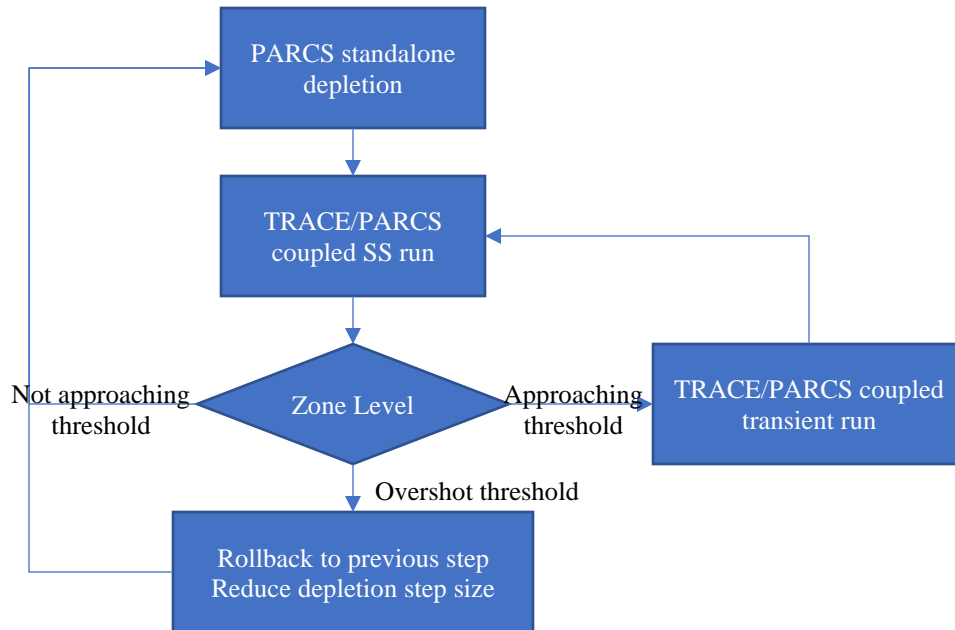 PARCS standalone
depletion
TRACE/PARCS
coupled SS run
Not approaching
threshold
Zone Level
Approaching
threshold
TRACE/PARCS coupled
transient run
Overshot threshold
Rollback to previous step
Reduce depletion step size